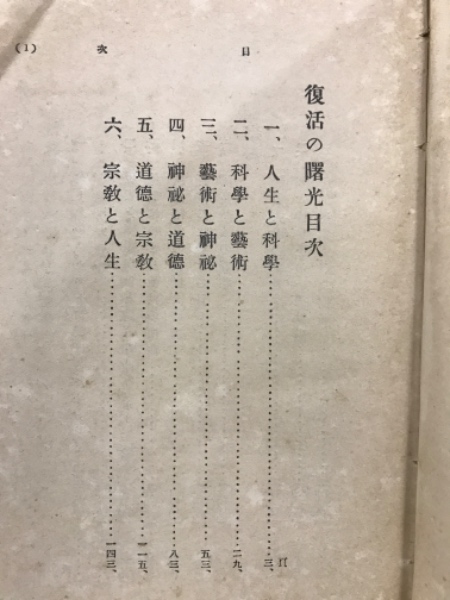 目次 (1)
復活の曙光目次
一、人生と科學……三、
二、科學と藝術……二九、
三、藝術と神祕……五三、
四、神祕と道德……八三、
五、道德と宗敎……一一五、
六、宗敎と人生……一四三、